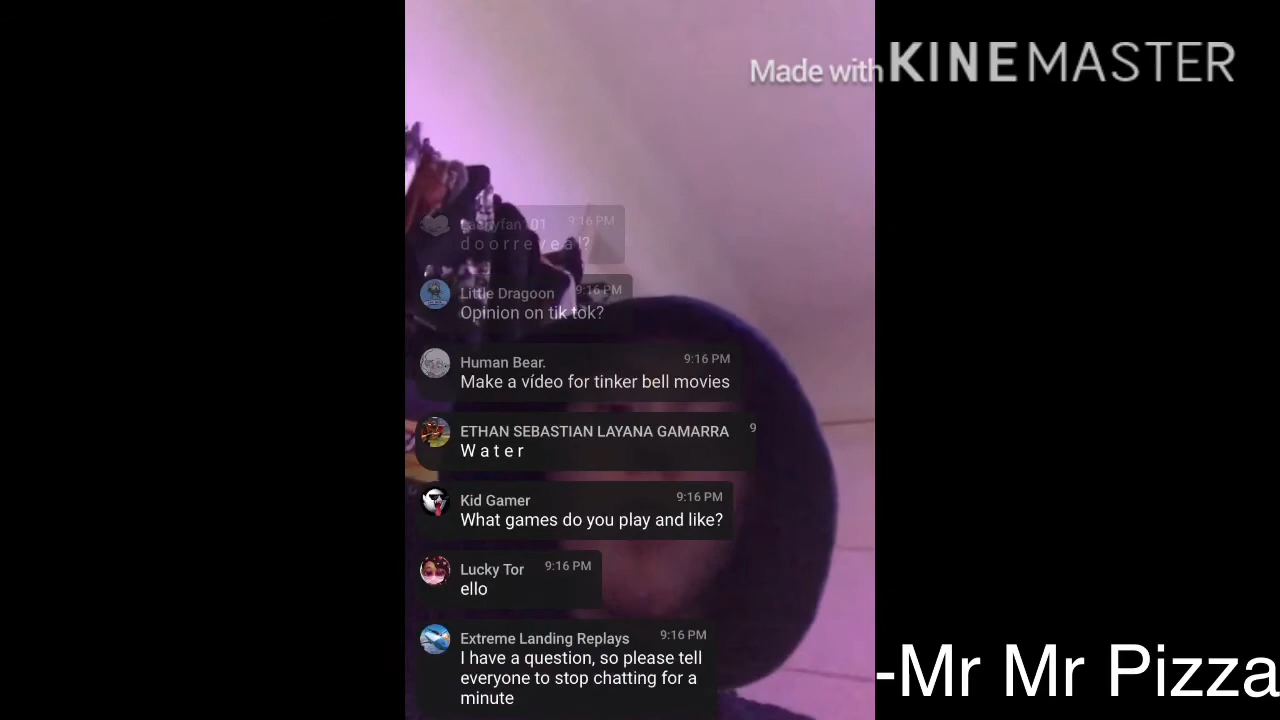 Made with KINEMASTER
9:16 PM
doorreveal?
Little Dragoon 9:16 PM
Opinion on tik tok?
Human Bear. 9:16 PM
Make a vídeo for tinker bell movies
ETHAN SEBASTIAN LAYANA GAMARRA 9
W a t e r
Kid Gamer 9:16 PM
What games do you play and like?
Lucky Tor 9:16 PM
ello
Extreme Landing Replays 9:16 PM
I have a question, so please tell
everyone to stop chatting for a
minute
-Mr Mr Pizza